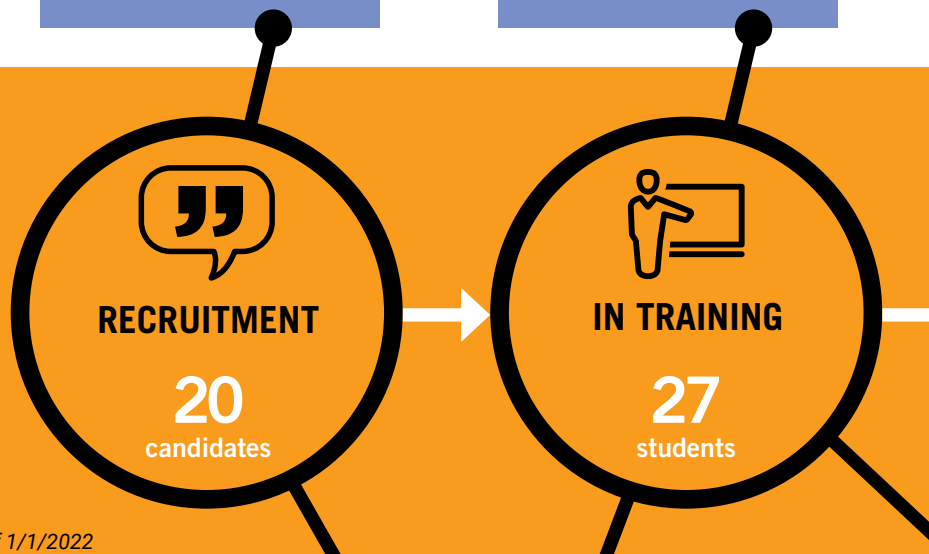 RECRUITMENT
20
candidates
IN TRAINING
27
students
1/1/2022